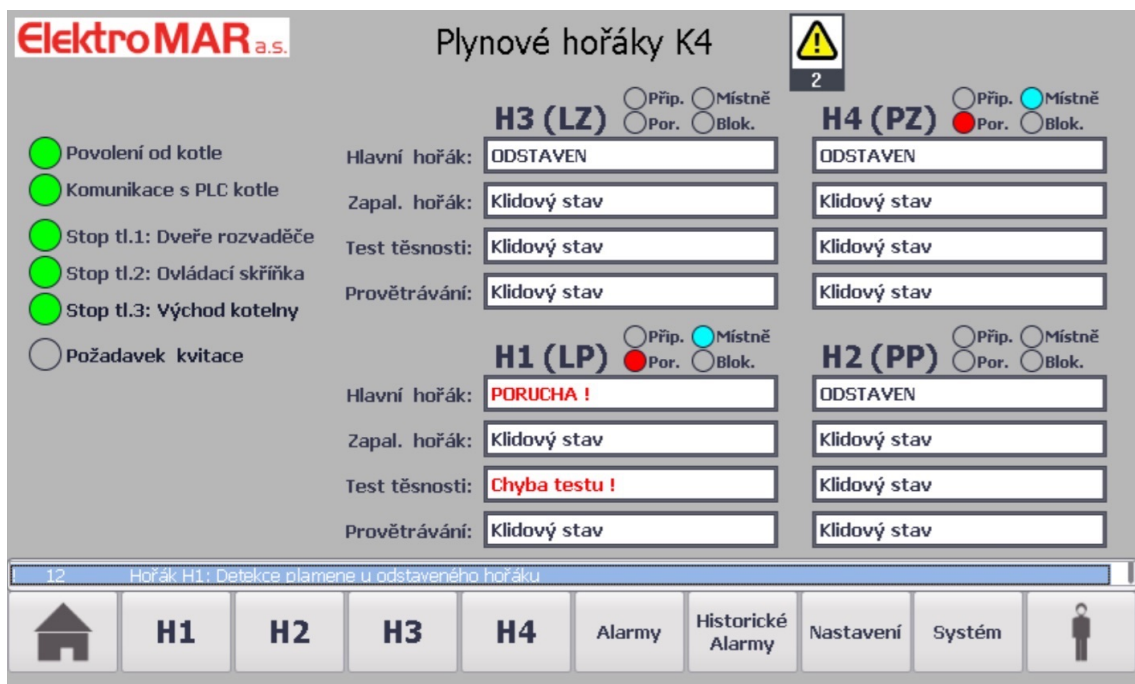 ElektroMAR a.s.
Plynové hořáky K4
2
H3 (LZ)
Přip. Místně
Por. Blok.
H4 (PZ)
Přip. Místně
Por. Blok.
Povolení od kotle
Komunikace s PLC kotle
Stop tl.1: Dveře rozvaděče
Stop tl.2: Ovládací skříňka
Stop tl.3: Východ kotelny
Požadavek kvitace
Hlavní hořák: ODSTAVEN ODSTAVEN
Zapal. hořák: Klidový stav Klidový stav
Test těsnosti: Klidový stav Klidový stav
Provětrávání: Klidový stav Klidový stav
H1 (LP)
Přip. Místně
Por. Blok.
H2 (PP)
Přip. Místně
Por. Blok.
Hlavní hořák: PORUCHA ! ODSTAVEN
Zapal. hořák: Klidový stav Klidový stav
Test těsnosti: Chyba testu ! Klidový stav
Provětrávání: Klidový stav Klidový stav
! 12 Hořák H1: Detekce plamene u odstaveného hořáku
H1 H2 H3 H4 Alarmy Historické Alarmy Nastavení Systém